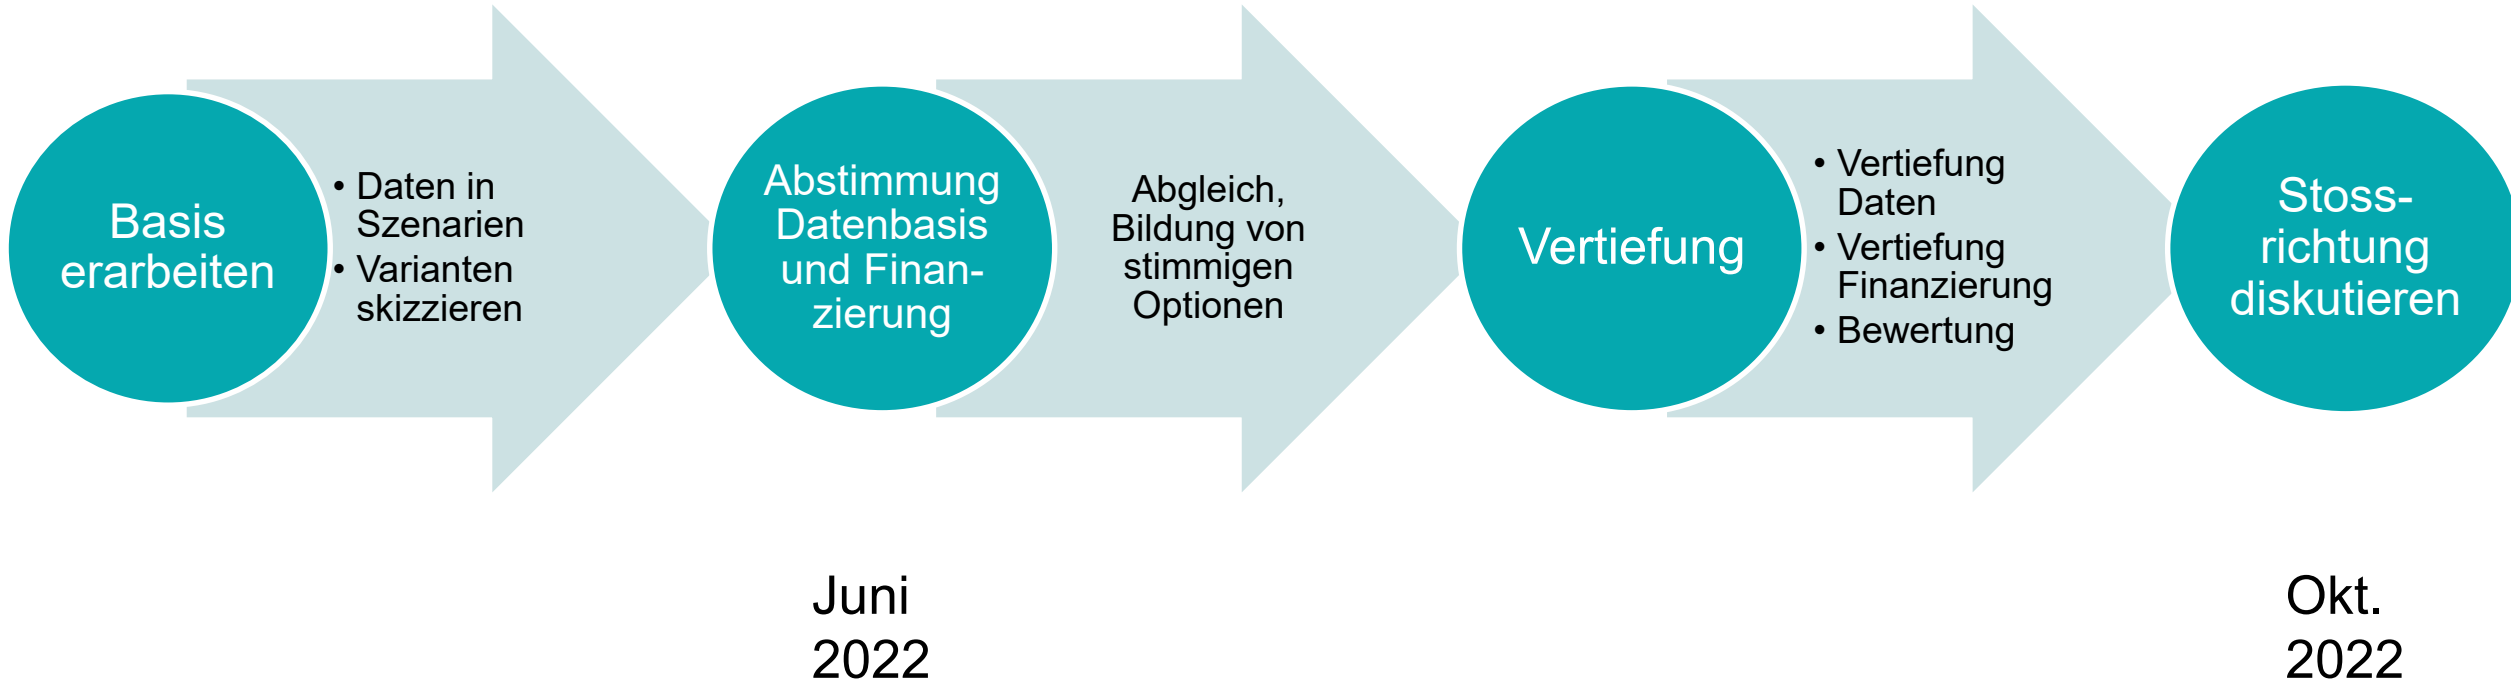 Basis
erarbeiten
• Daten in
Szenarien
• Varianten
skizzieren
Abstimmung
Datenbasis
und Finan-
zierung
Abgleich,
Bildung von
stimmigen
Optionen
Vertiefung
• Vertiefung
Daten
• Vertiefung
Finanzierung
• Bewertung
Stoss-
richtung
diskutieren
Juni
2022
Okt.
2022